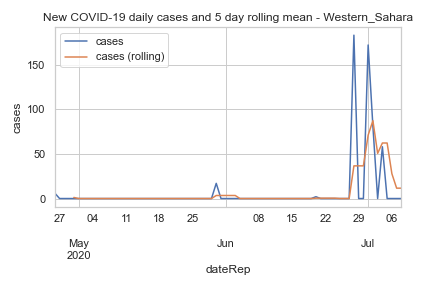 New COVID-19 daily cases and 5 day rolling mean - Western_Sahara
cases
cases (rolling)
150
100
50
0
cases
27 04 11 18 25 08 15 22 29 06
May Jun Jul
2020
dateRep